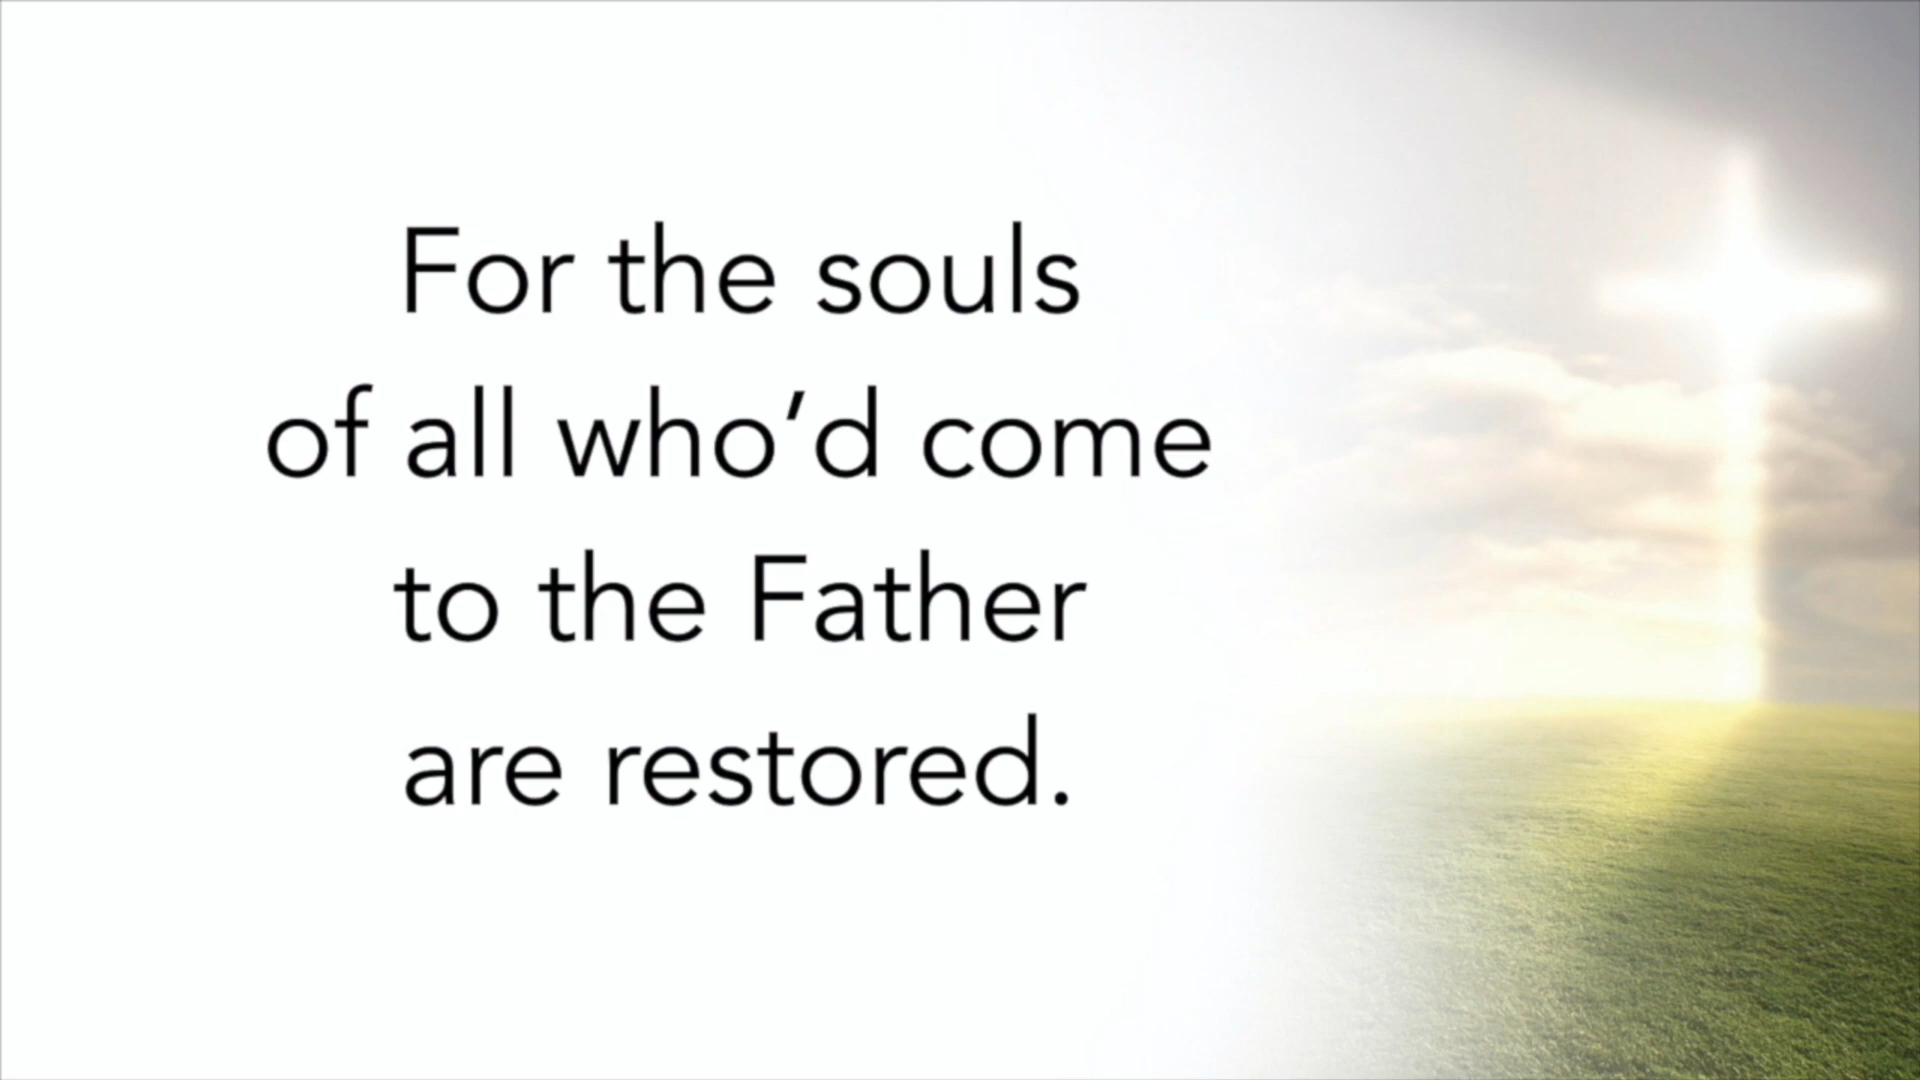 For the souls
of all who’d come
to the Father
are restored.